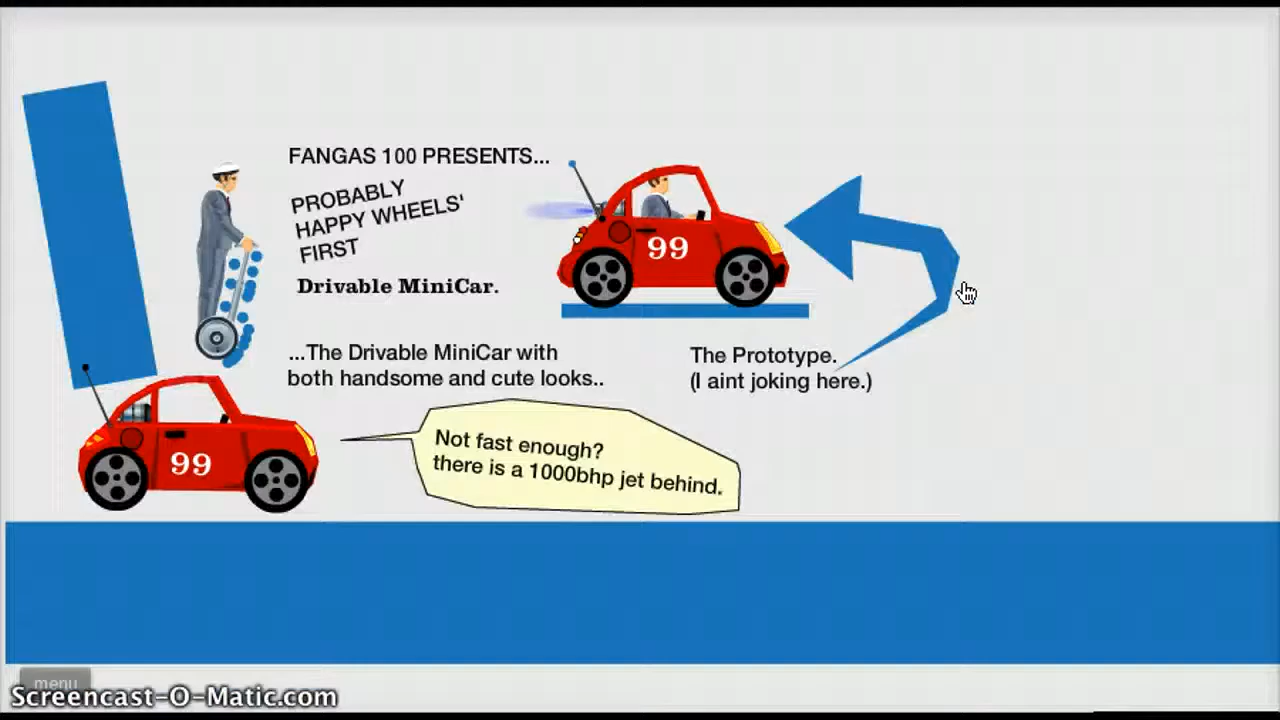 FANGAS 100 PRESENTS...
PROBABLY
HAPPY WHEELS'
FIRST
Drivable MiniCar.
99
...The Drivable MiniCar with
both handsome and cute looks..
The Prototype.
(I aint joking here.)
99
Not fast enough?
there is a 1000bhp jet behind.
menu
Screencast-O-Matic.com